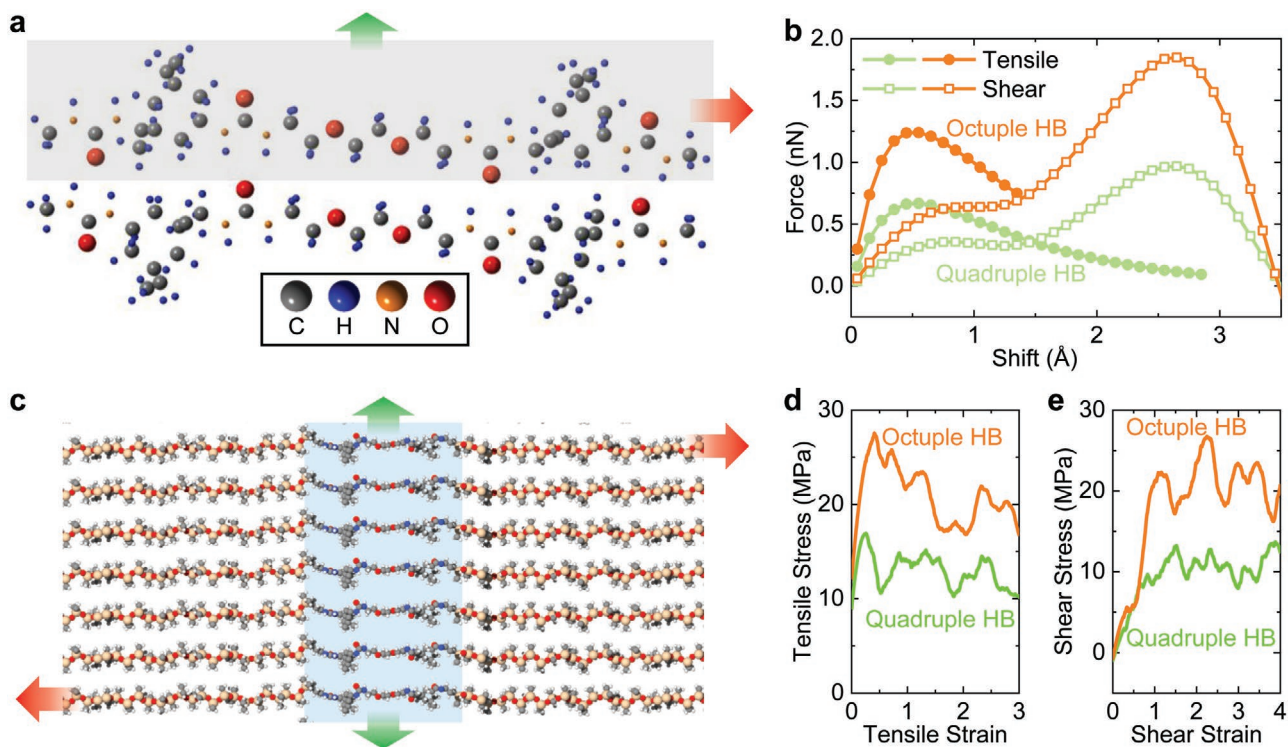 a
C H N O
b
2.0
1.5
1.0
0.5
0.0
Force (nN)
Tensile
Shear
Octuple HB
Quadruple HB
0 1 2 3
Shift (Å)
c
d
30
20
10
0
Tensile Stress (MPa)
Octuple HB
Quadruple HB
0 1 2 3
Tensile Strain
e
30
20
10
0
Shear Stress (MPa)
Octuple HB
Quadruple HB
0 1 2 3 4
Shear Strain